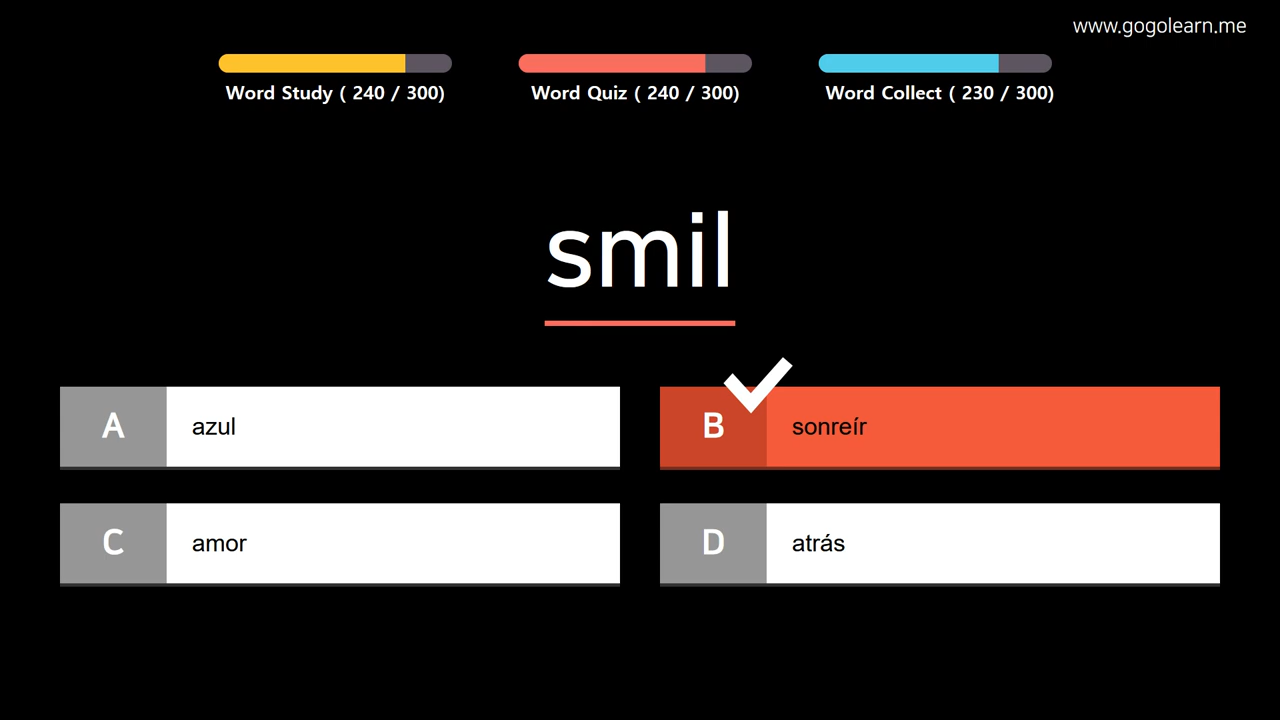 www.gogolearn.me
Word Study ( 240 / 300)
Word Quiz ( 240 / 300)
Word Collect ( 230 / 300)
smil
A azul
B sonreír
C amor
D atrás